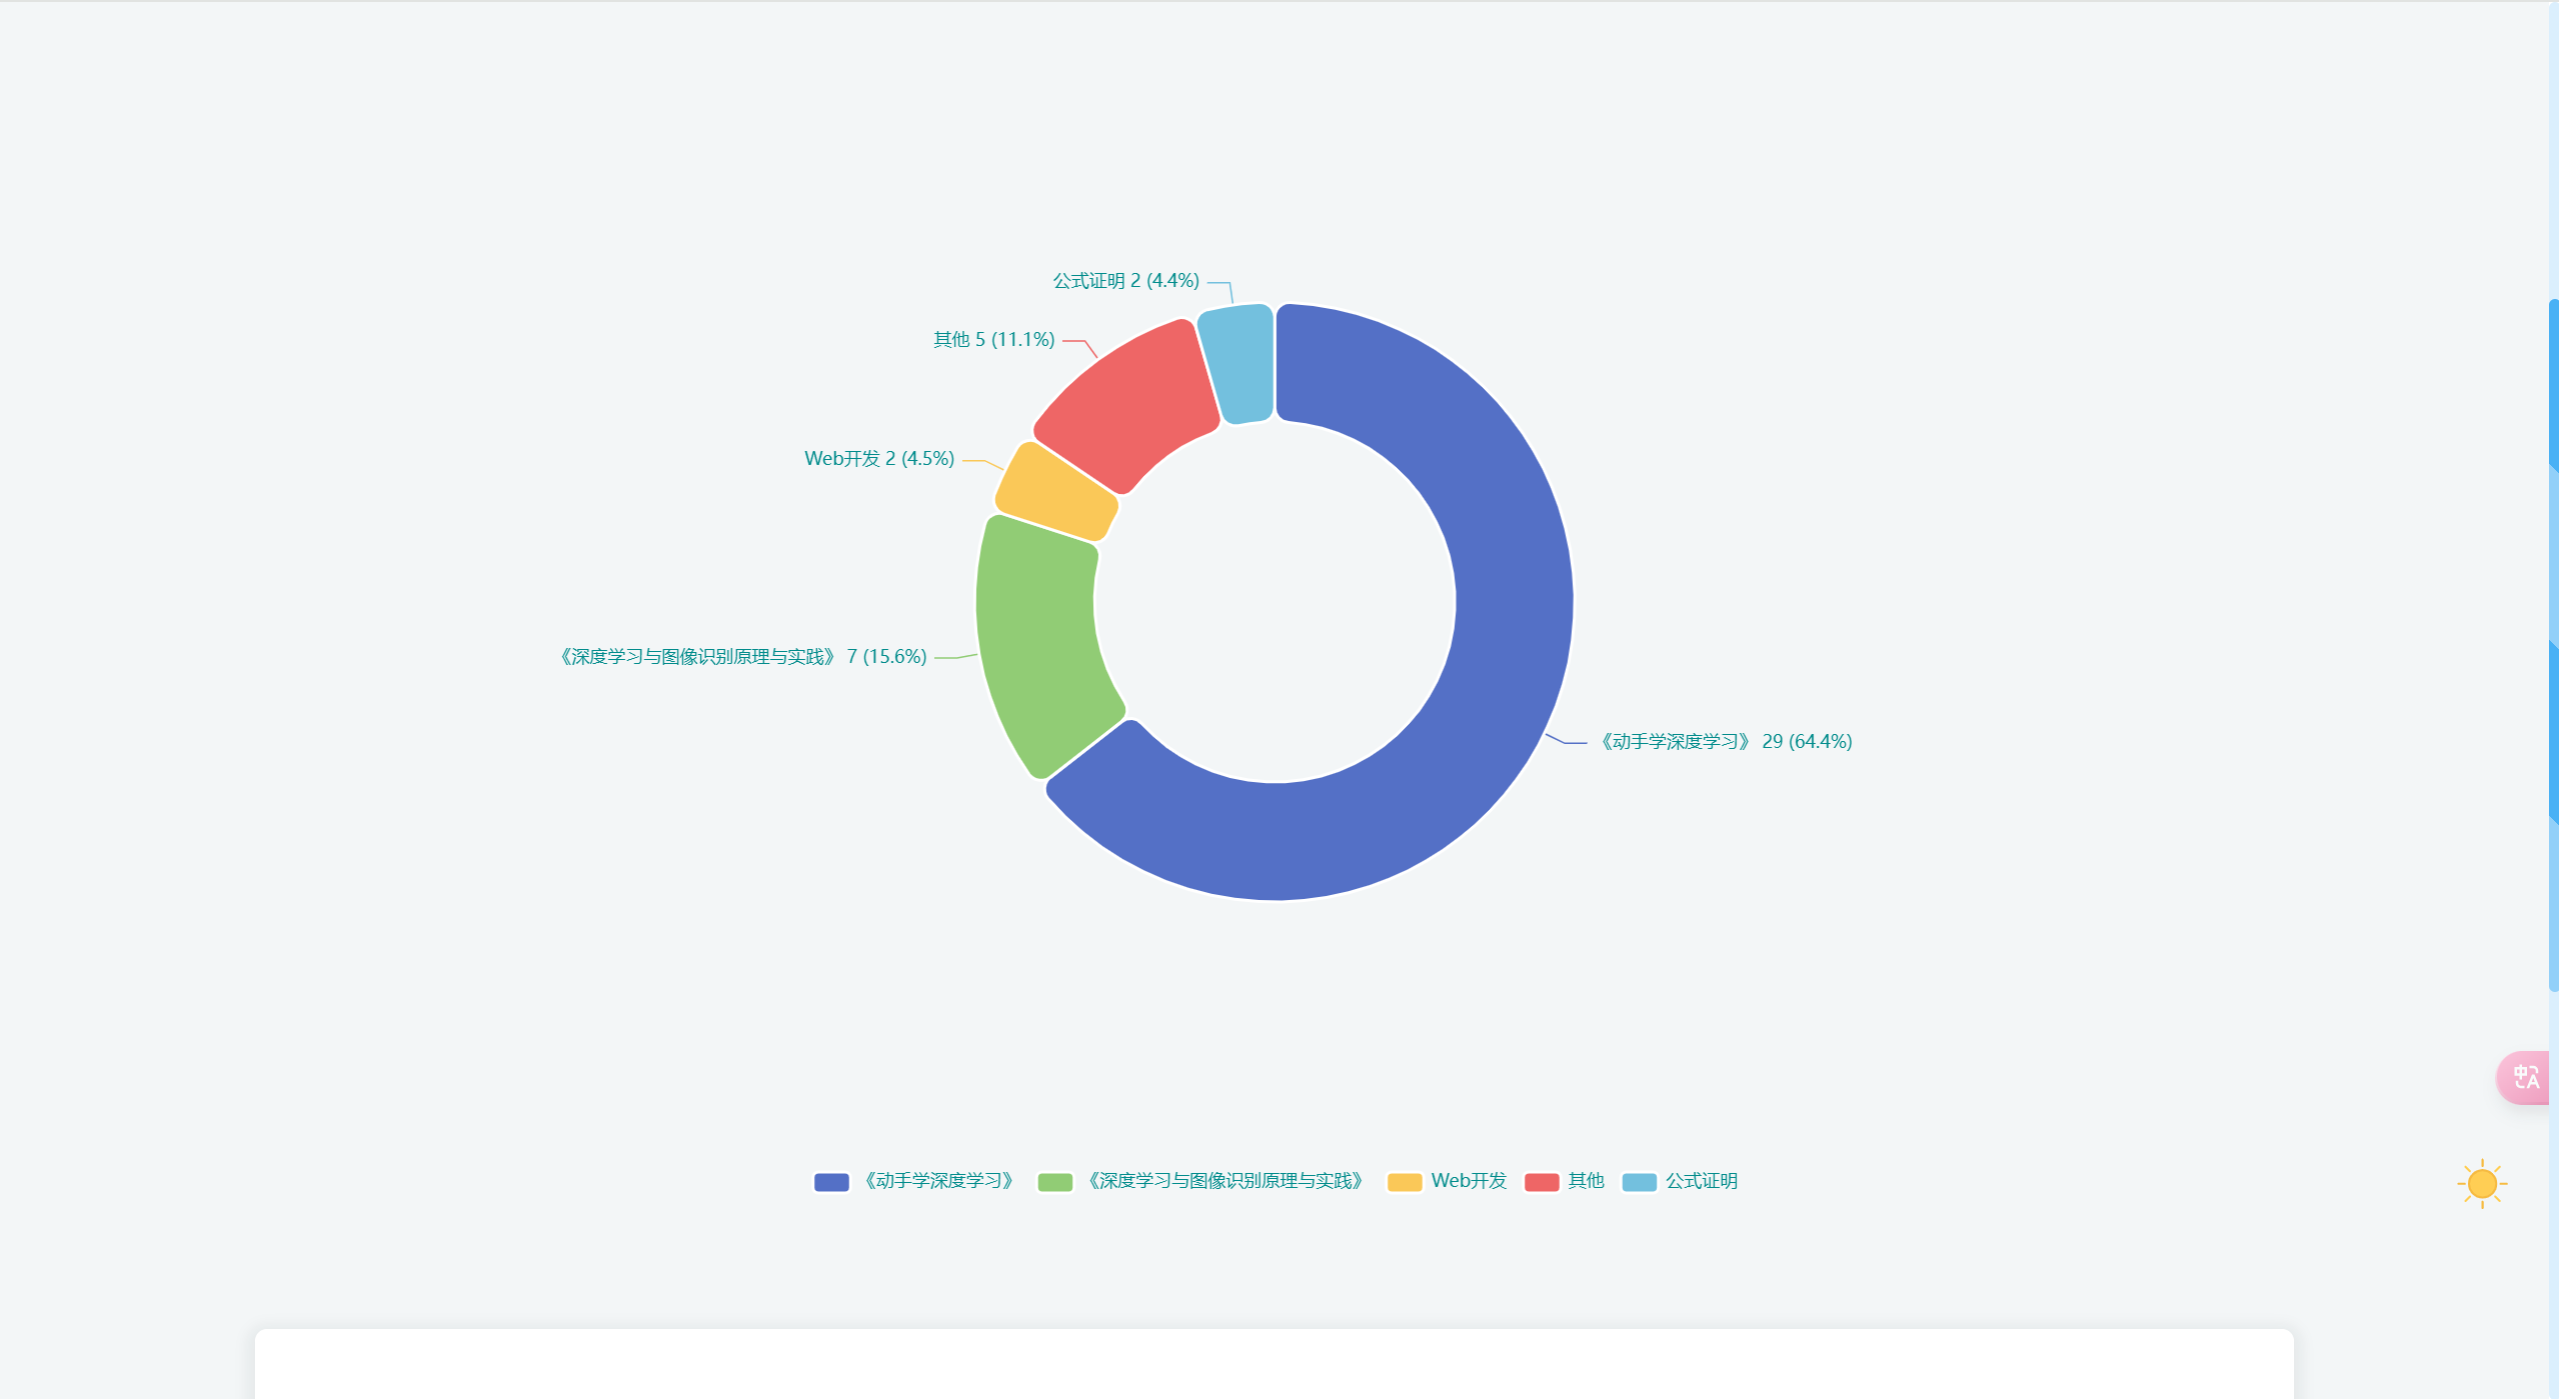 公式证明 2 (4.4%)
其他 5 (11.1%)
Web开发 2 (4.5%)
《深度学习与图像识别原理与实践》 7 (15.6%)
《动手学深度学习》 29 (64.4%)
《动手学深度学习》 《深度学习与图像识别原理与实践》 Web开发 其他 公式证明
中A